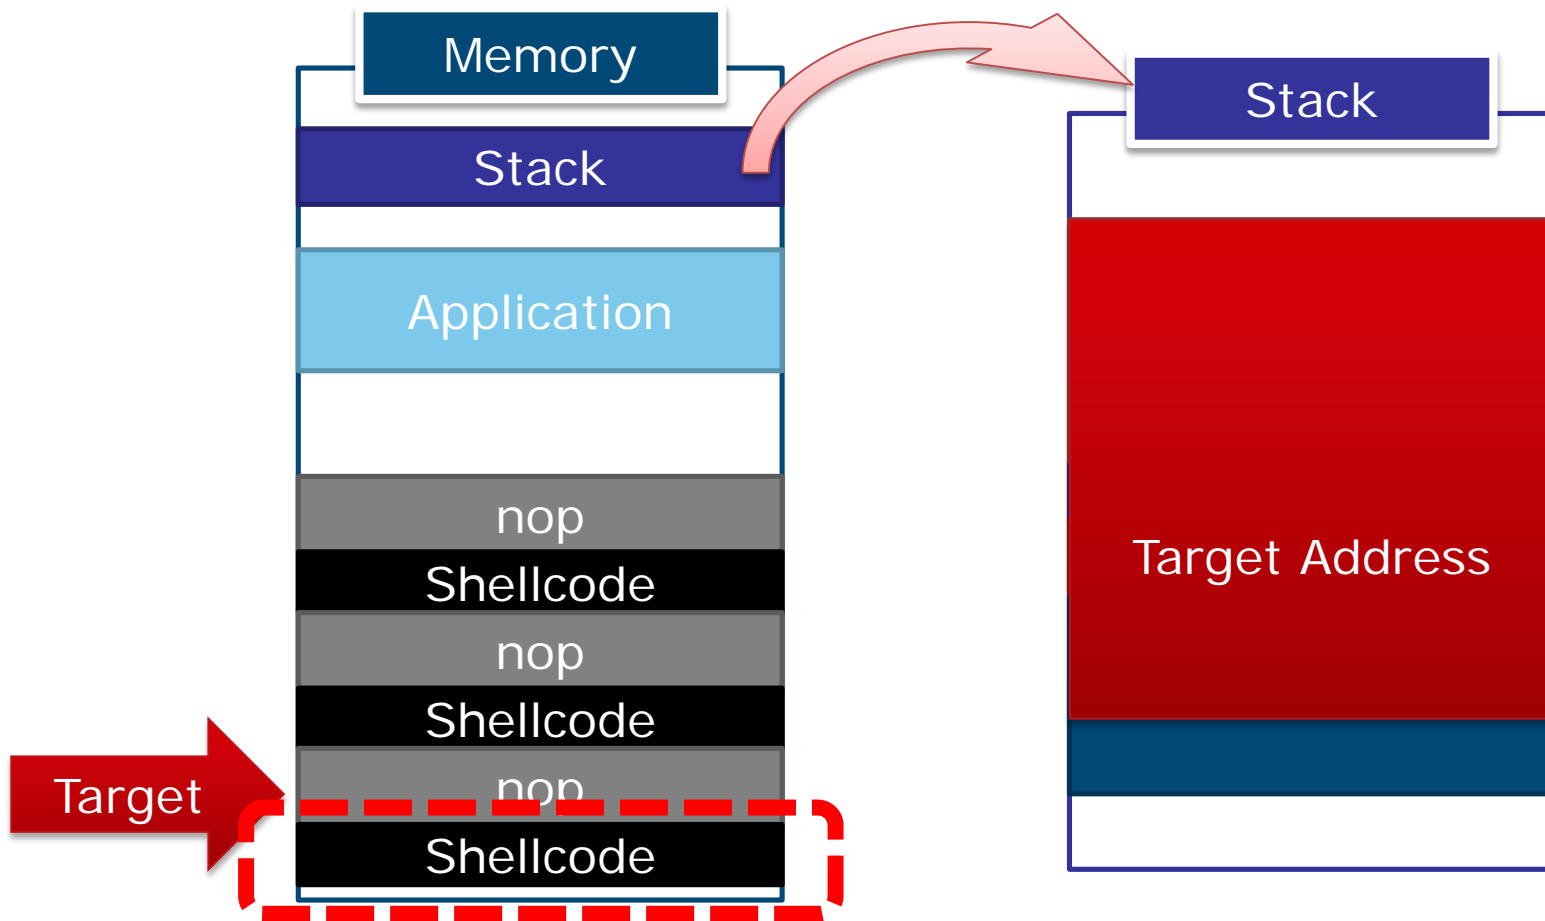 Memory
Stack
Application
nop
Shellcode
nop
Shellcode
nop
Shellcode
Target
Stack
Target Address